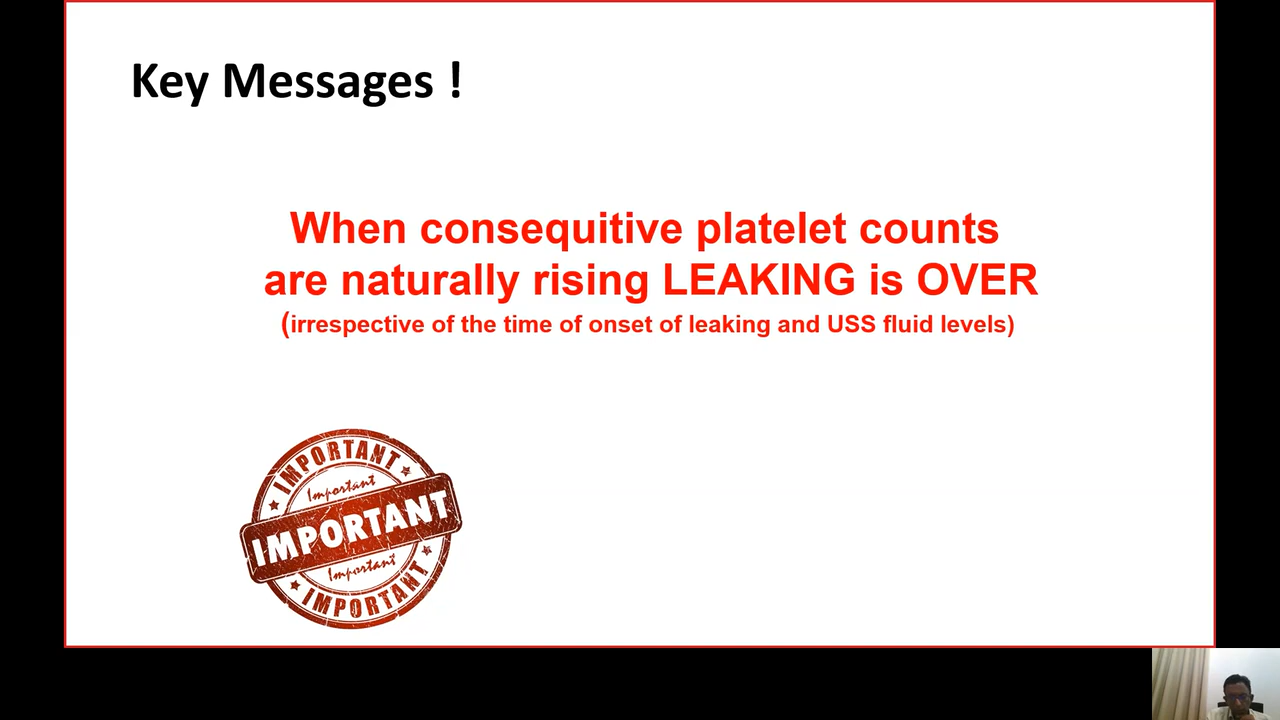 Key Messages !
When consequitive platelet counts
are naturally rising LEAKING is OVER
(irrespective of the time of onset of leaking and USS fluid levels)
IMPORTANT
Important
IMPORTANT
Important
IMPORTANT